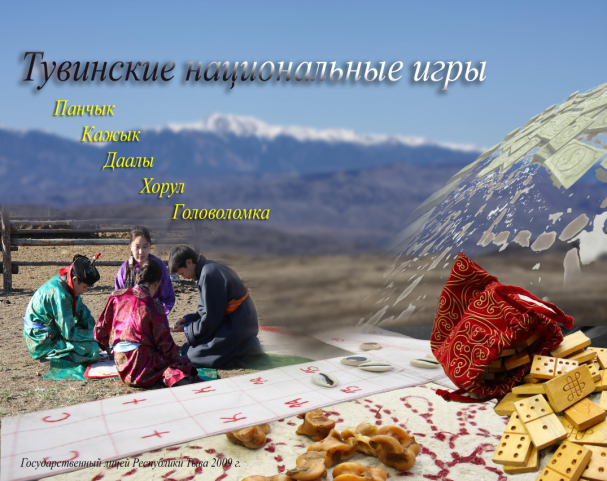 Тувинские национальные игры
Панчык
Кажык
Даалы
Хорул
Головоломка
Государственный лицей Республики Тыва 2009 г.